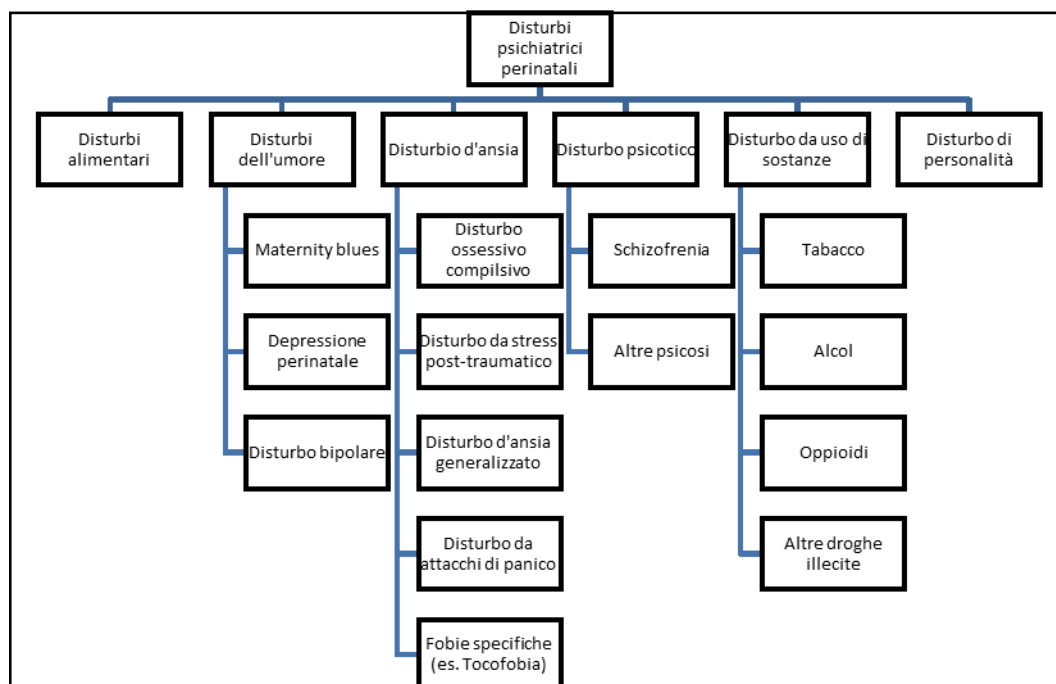 Disturbi
psichiatrici
perinatali
Disturbi
alimentari
Disturbi
dell'umore
Disturbio d'ansia
Disturbo psicotico
Disturbo da uso di
sostanze
Disturbo di
personalità
Maternity blues
Depressione
perinatale
Disturbo bipolare
Disturbo
ossessivo
compilsivo
Disturbo da stress
post-traumatico
Disturbo d'ansia
generalizzato
Disturbo da
attacchi di panico
Fobie specifiche
(es. Tocofobia)
Schizofrenia
Altre psicosi
Tabacco
Alcol
Oppioidi
Altre droghe
illecite